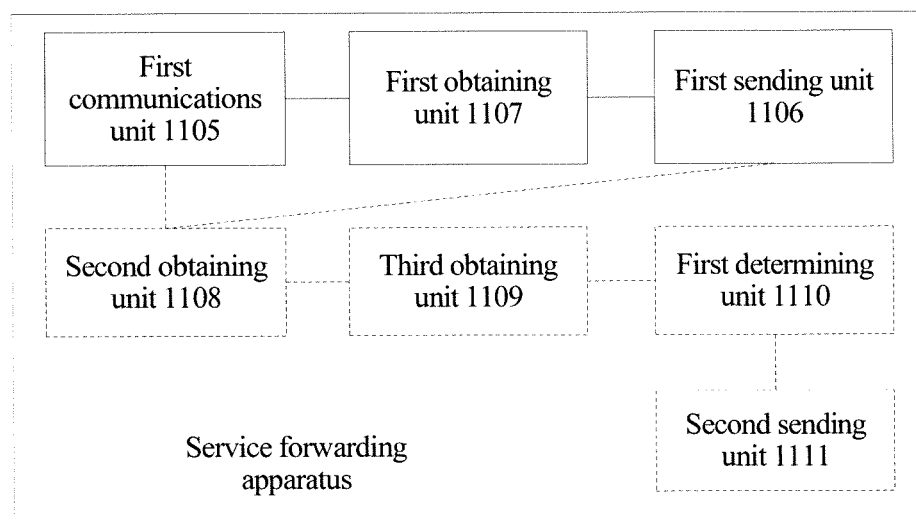 First
communications
unit 1105
First obtaining
unit 1107
First sending unit
1106
Second obtaining
unit 1108
Third obtaining
unit 1109
First determining
unit 1110
Second sending
unit 1111
Service forwarding
apparatus